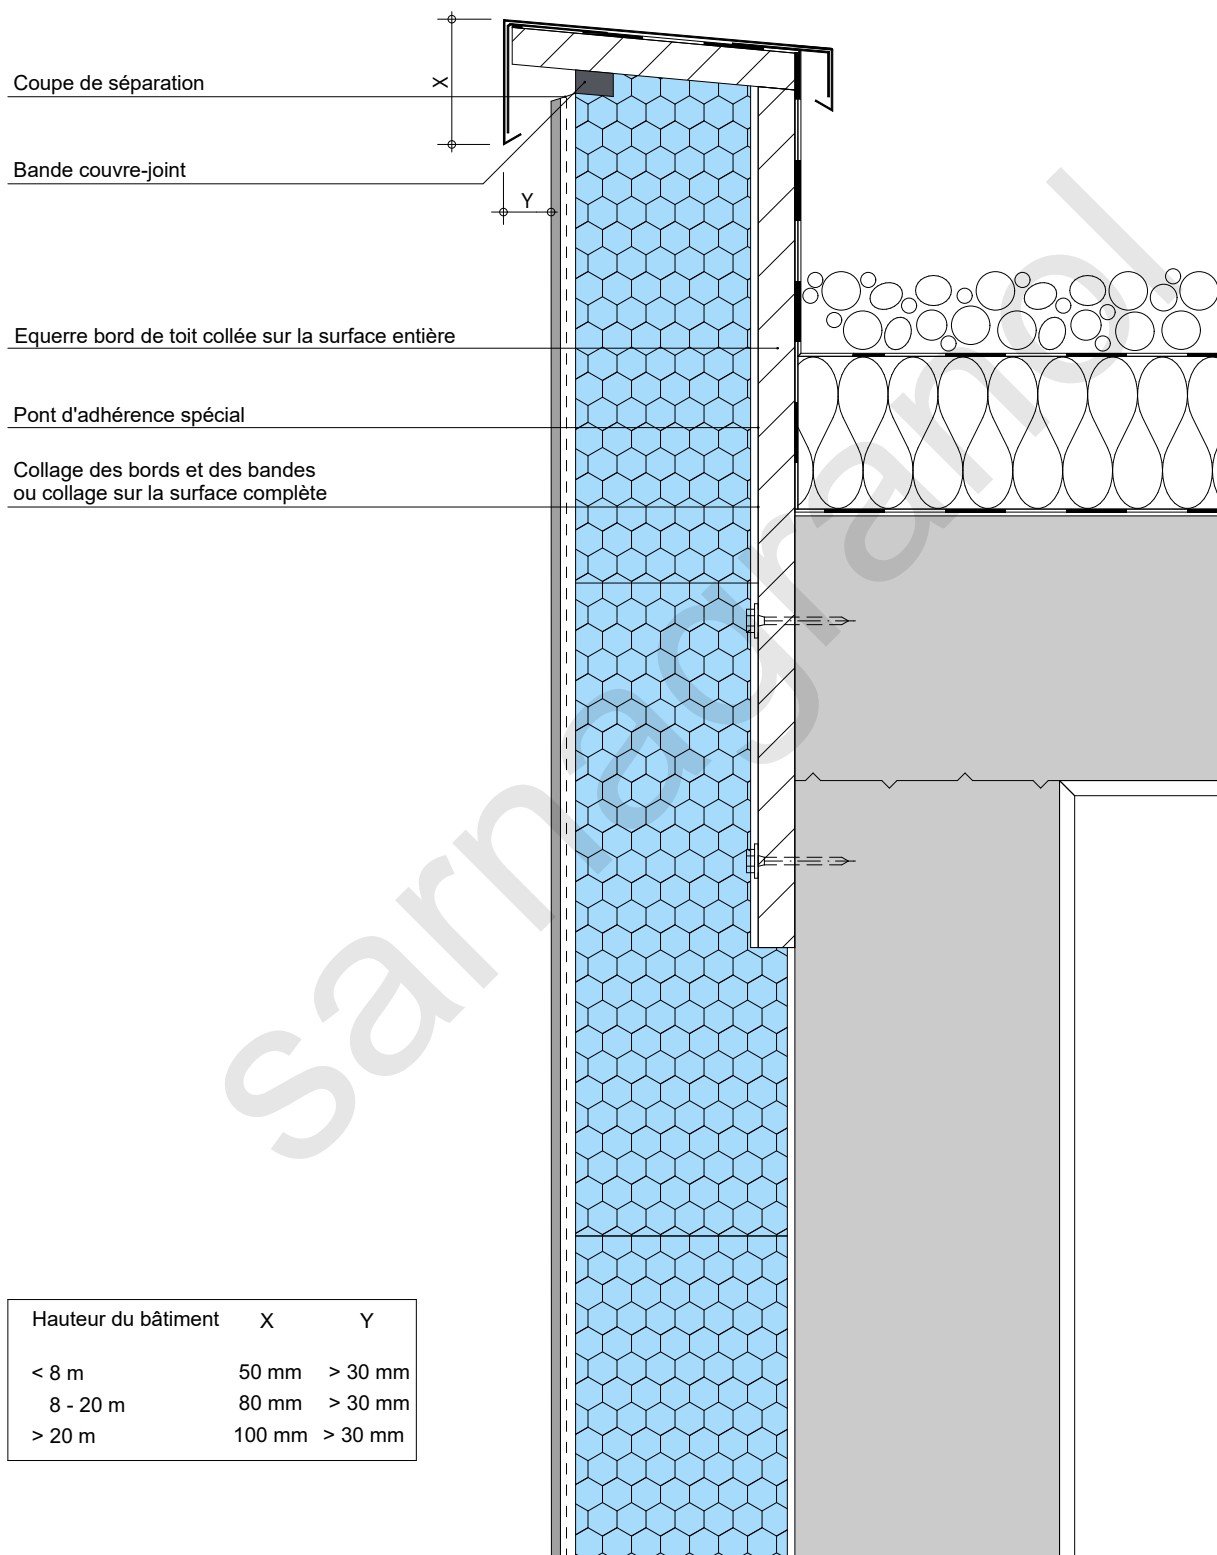 X
Coupe de séparation
Bande couvre-joint
Y
Equerre bord de toit collée sur la surface entière
Pont d'adhérence spécial
Collage des bords et des bandes
ou collage sur la surface complète
sarnagranol
Hauteur du bâtiment X Y
< 8 m 50 mm > 30 mm
8 - 20 m 80 mm > 30 mm
> 20 m 100 mm > 30 mm